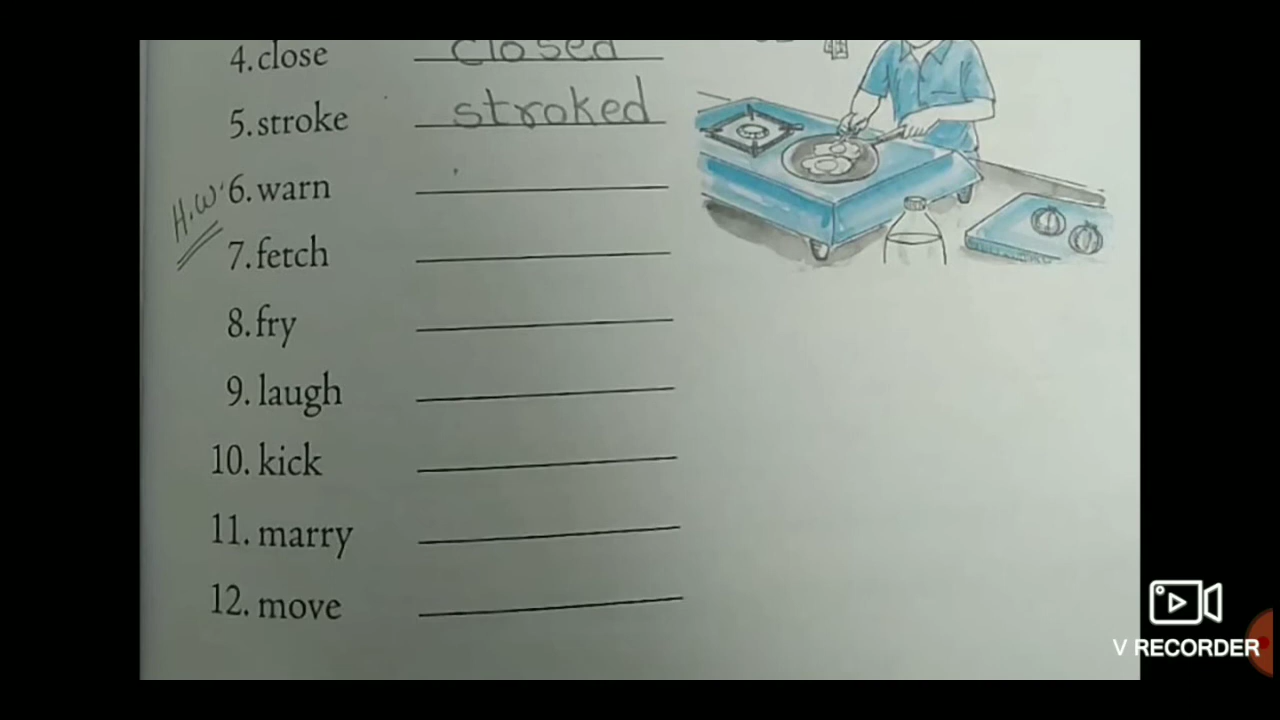 4. close closed
5. stroke stroked
H.W 6. warn
7. fetch
8. fry
9. laugh
10. kick
11. marry
12. move
V RECORDER